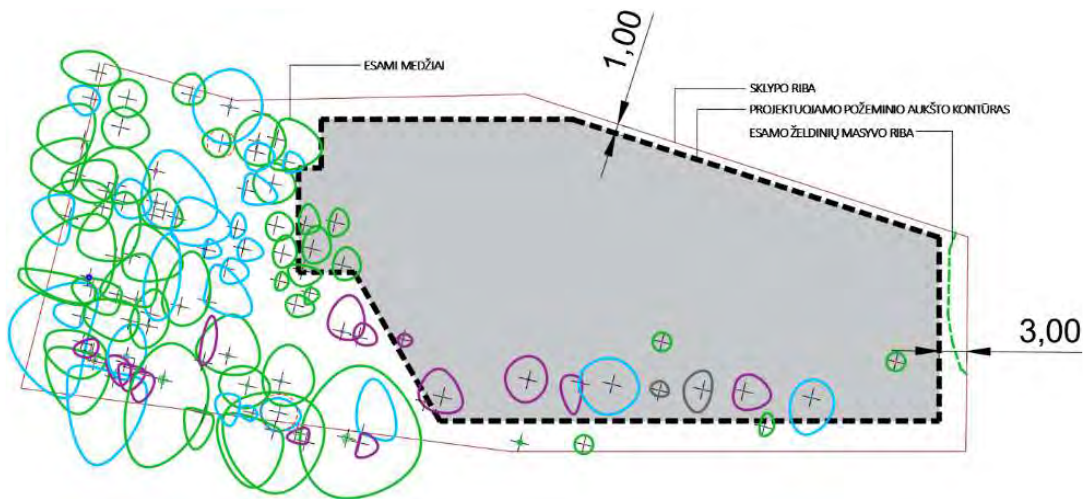 1,00
ESAMI MEDŽIAI
SKLYPO RIBA
PROJEKTUOJAMO POŽEMINIO AUKŠTO KONTŪRAS
ESAMO ŽELDINIŲ MASYVO RIBA
3,00